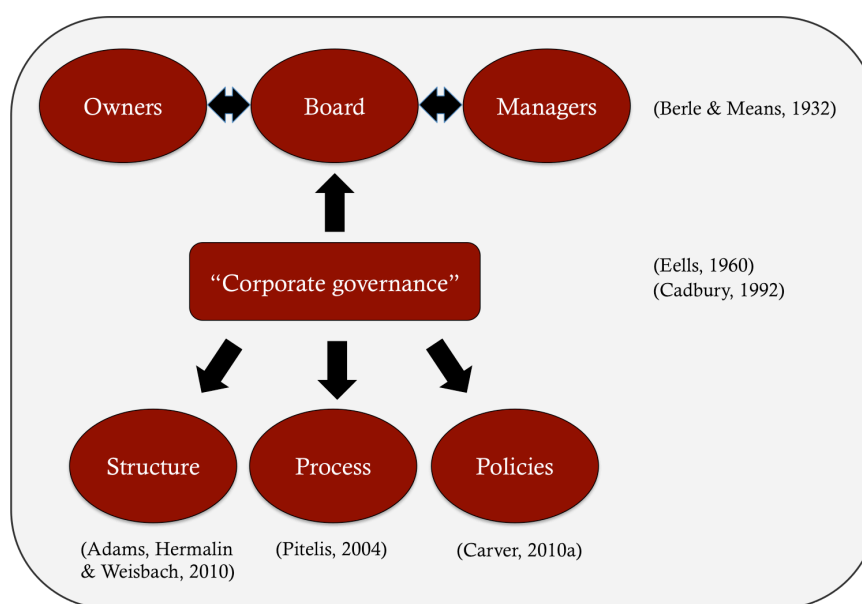 Owners
Board
Managers
(Berle & Means, 1932)
“Corporate governance”
(Eells, 1960)
(Cadbury, 1992)
Structure
Process
Policies
(Adams, Hermalin
& Weisbach, 2010)
(Pitelis, 2004)
(Carver, 2010a)